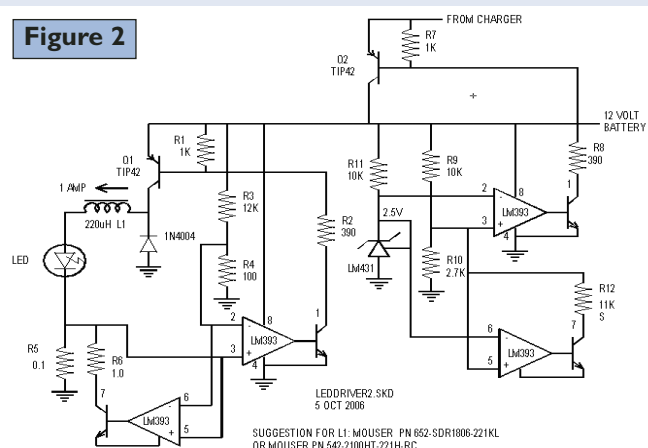 Figure 2
FROM CHARGER
R7
1K
Q2
TIP42
12 VOLT
BATTERY
R1
1K
Q1
TIP42
1 AMP
220uH L1
1N4004
LED
R3
12K
R4
100
R2
390
R11
10K
R9
10K
R8
390
2.5V
LM431
R10
2.7K
2
-
3
+
8
4
LM393
1
R12
11K
S
6
-
5
+
LM393
7
2
-
3
+
8
4
LM393
1
R5
0.1
R6
1.0
7
6
-
5
+
LM393
LEDDRIVER2.SKD
5 OCT 2006
SUGGESTION FOR L1: MOUSER PN 652-SDR1806-221KL
OR MOUSER PN 542-2100HT-221H-RC